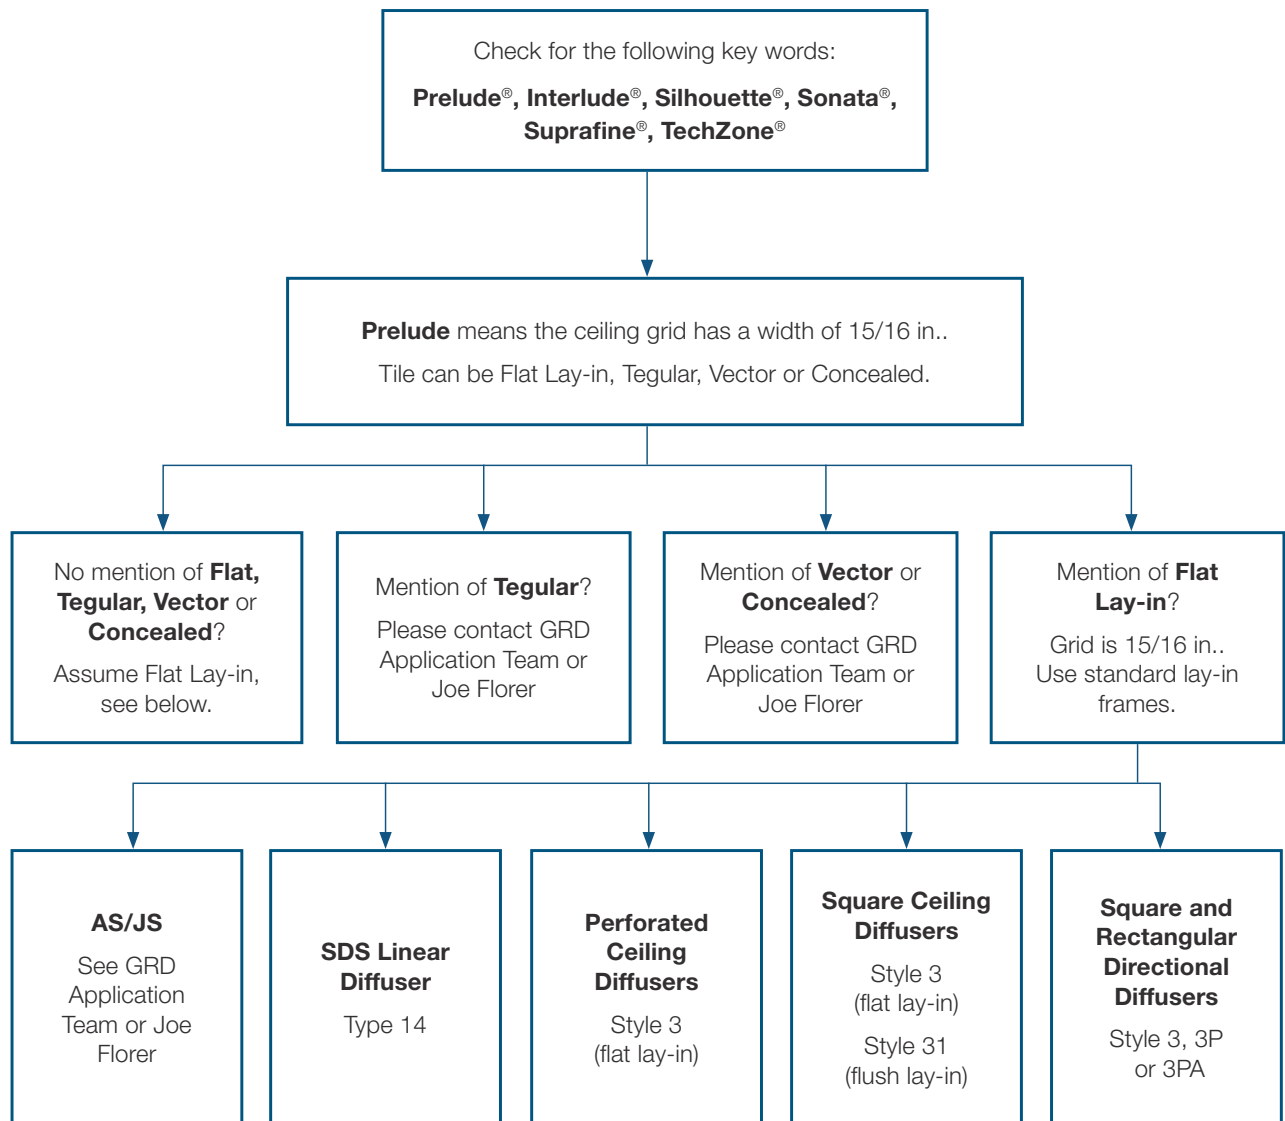 Check for the following key words:
Prelude®, Interlude®, Silhouette®, Sonata®,
Suprafine®, TechZone®
Prelude means the ceiling grid has a width of 15/16 in..
Tile can be Flat Lay-in, Tegular, Vector or Concealed.
No mention of Flat,
Tegular, Vector or
Concealed?
Assume Flat Lay-in,
see below.
Mention of Tegular?
Please contact GRD
Application Team or
Joe Florer
Mention of Vector or
Concealed?
Please contact GRD
Application Team or
Joe Florer
Mention of Flat
Lay-in?
Grid is 15/16 in..
Use standard lay-in
frames.
AS/JS
See GRD
Application
Team or Joe
Florer
SDS Linear
Diffuser
Type 14
Perforated
Ceiling
Diffusers
Style 3
(flat lay-in)
Square Ceiling
Diffusers
Style 3
(flat lay-in)
Style 31
(flush lay-in)
Square and
Rectangular
Directional
Diffusers
Style 3, 3P
or 3PA